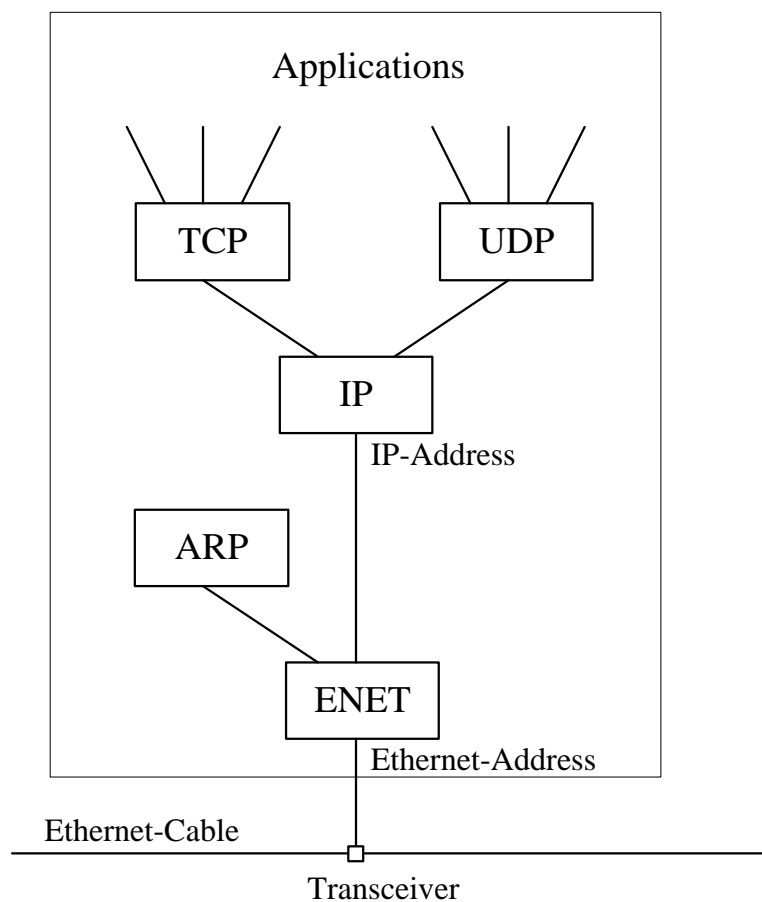 Applications
TCP
UDP
IP
IP-Address
ARP
ENET
Ethernet-Address
Ethernet-Cable
Transceiver